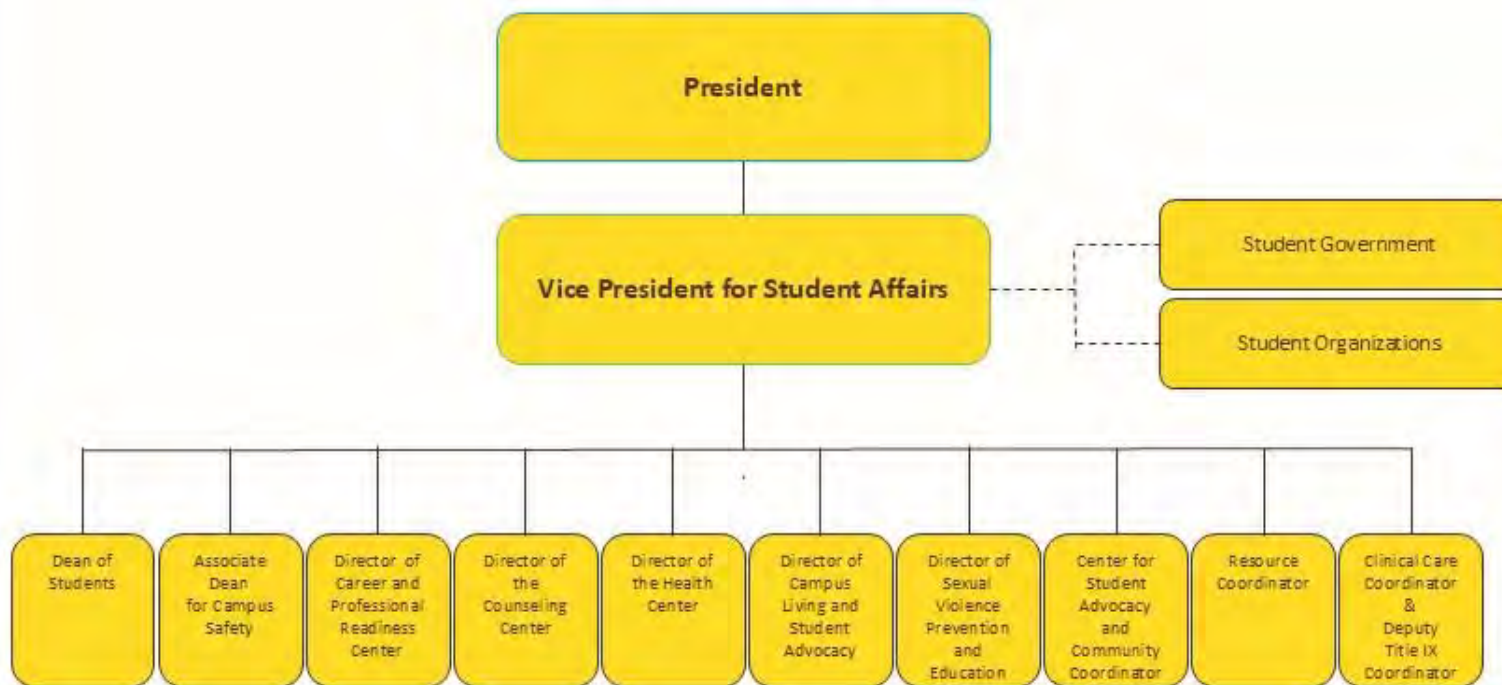 President
Vice President for Student Affairs
Student Government
Student Organizations
Dean of
Students
Associate
Dean
for Campus
Safety
Director of
Career and
Professional
Readiness
Center
Director of
the
Counseling
Center
Director of
the Health
Center
Director of
Campus
Living and
Student
Advocacy
Director of
Sexual
Violence
Prevention
and
Education
Center for
Student
Advocacy
and
Community
Coordinator
Resource
Coordinator
Clinical Care
Coordinator
&
Deputy
Title IX
Coordinator